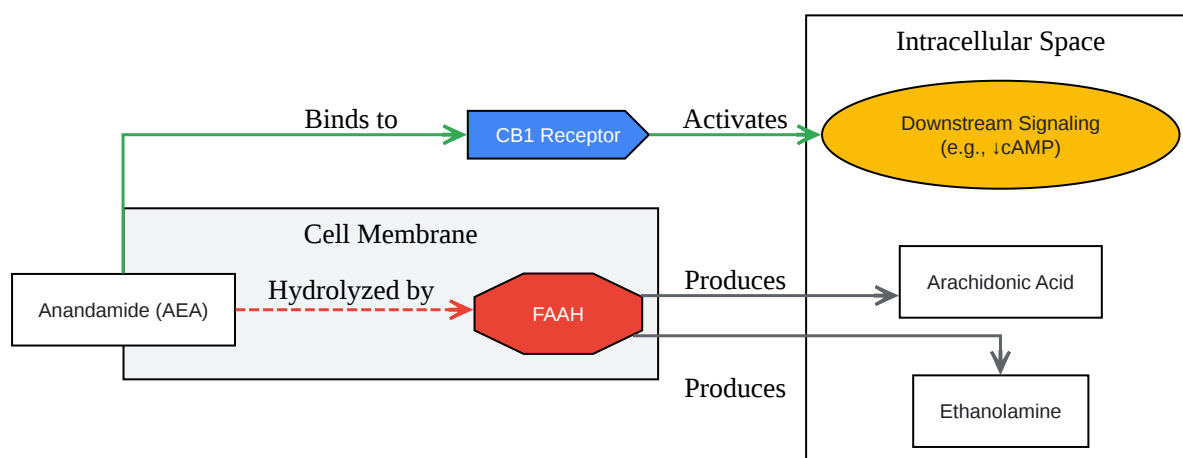 Intracellular Space
Binds to
CB1 Receptor
Activates
Downstream Signaling
(e.g., ↓cAMP)
Cell Membrane
Anandamide (AEA)
Hydrolyzed by
FAAH
Produces
Arachidonic Acid
Produces
Ethanolamine